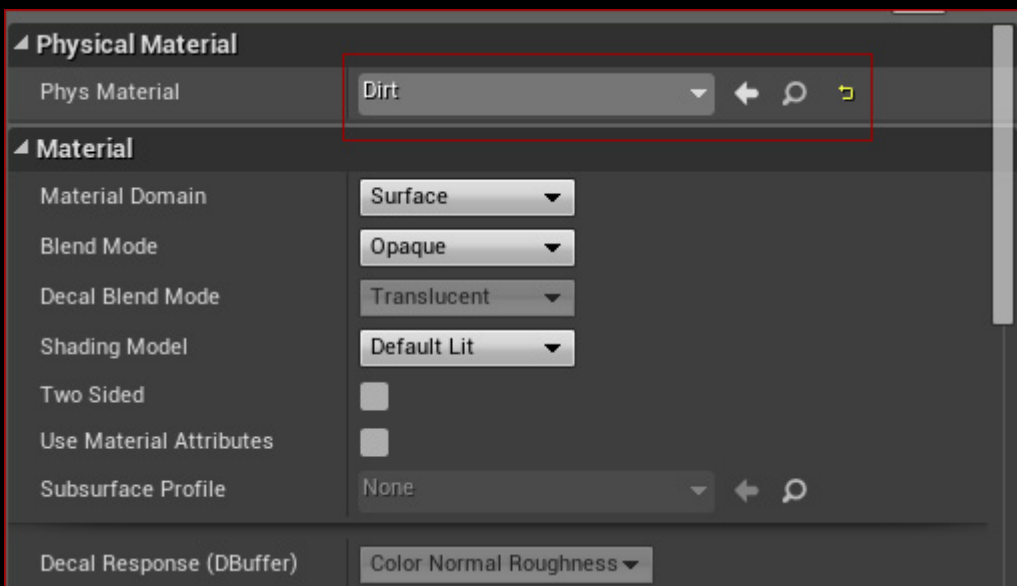 Physical Material
Phys Material Dirt
Material
Material Domain Surface
Blend Mode Opaque
Decal Blend Mode Translucent
Shading Model Default Lit
Two Sided
Use Material Attributes
Subsurface Profile None
Decal Response (DBuffer) Color Normal Roughness